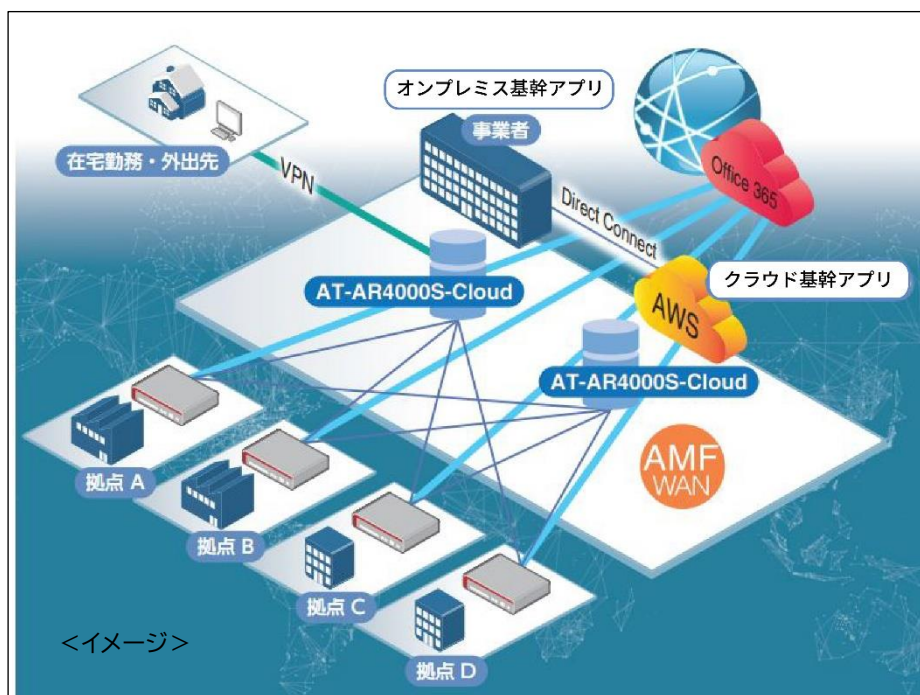 オンプレミス基幹アプリ
事業者
在宅勤務・外出先
VPN
Office 365
Direct Connect
AT-AR4000S-Cloud
クラウド基幹アプリ
AWS
AT-AR4000S-Cloud
AMF
WAN
拠点 A
拠点 B
拠点 C
拠点 D
＜イメージ＞